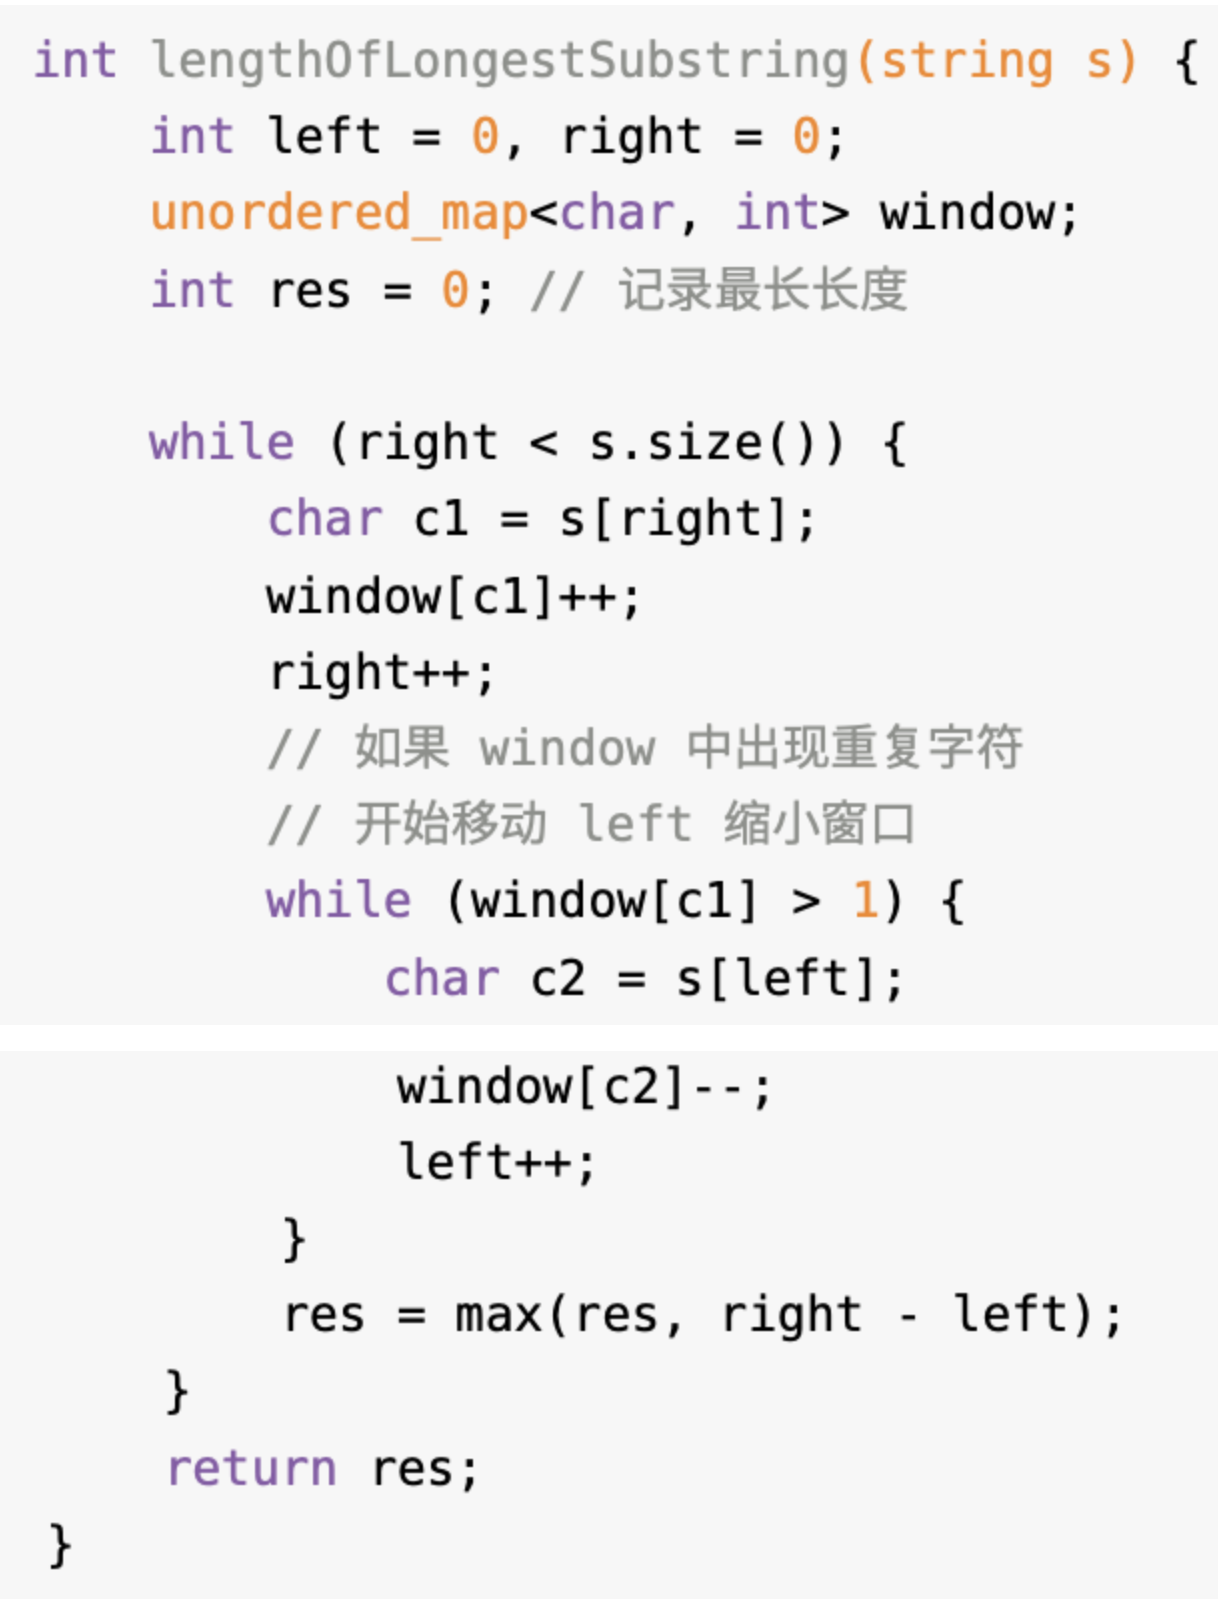 int lengthOfLongestSubstring(string s) {
    int left = 0, right = 0;
    unordered_map<char, int> window;
    int res = 0; // 记录最长长度

    while (right < s.size()) {
        char c1 = s[right];
        window[c1]++;
        right++;
        // 如果 window 中出现重复字符
        // 开始移动 left 缩小窗口
        while (window[c1] > 1) {
            char c2 = s[left];
            window[c2]--;
            left++;
        }
        res = max(res, right - left);
    }
    return res;
}